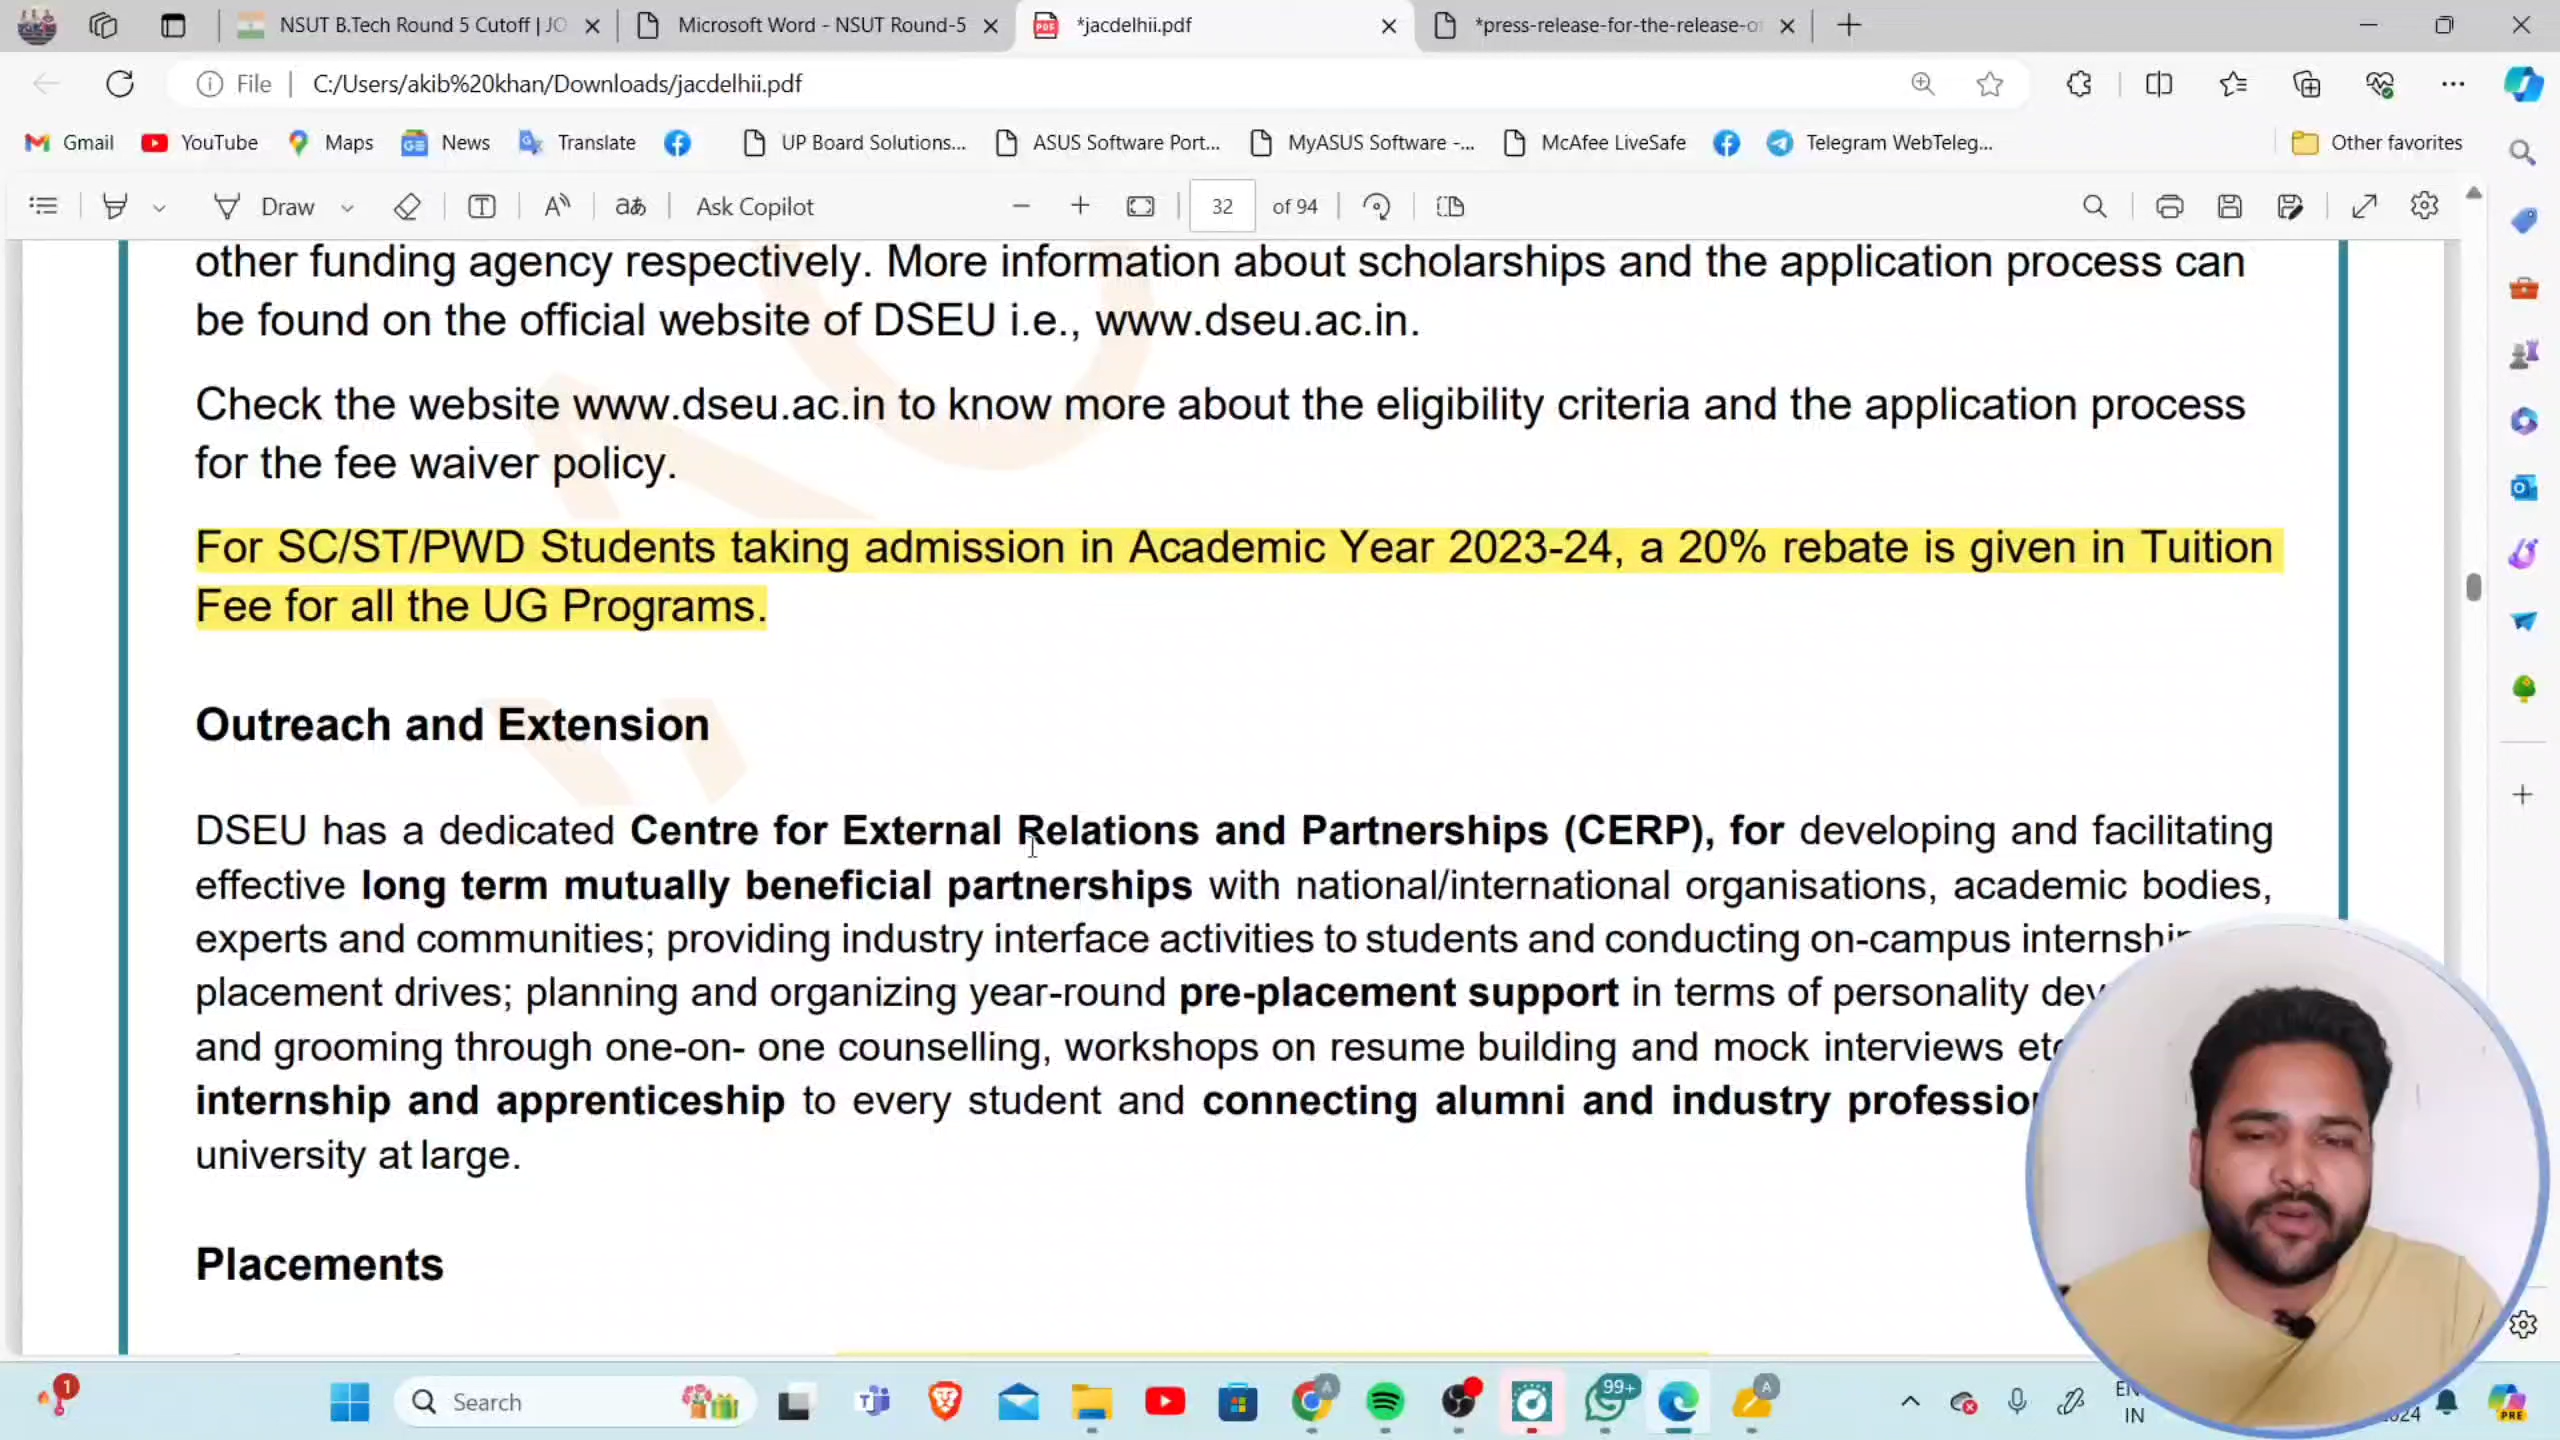 NSUT B.Tech Round 5 Cutoff | JO
Microsoft Word - NSUT Round-5
*jacdelhii.pdf
*press-release-for-the-release-of
File
C:/Users/akib%20khan/Downloads/jacdelhii.pdf
Gmail
YouTube
Maps
News
Translate
UP Board Solutions...
ASUS Software Port...
MyASUS Software -...
McAfee LiveSafe
Telegram WebTeleg...
Other favorites
Draw
Ask Copilot
32 of 94
other funding agency respectively. More information about scholarships and the application process can
be found on the official website of DSEU i.e., www.dseu.ac.in.
Check the website www.dseu.ac.in to know more about the eligibility criteria and the application process
for the fee waiver policy.
For SC/ST/PWD Students taking admission in Academic Year 2023-24, a 20% rebate is given in Tuition
Fee for all the UG Programs.
Outreach and Extension
DSEU has a dedicated Centre for External Relations and Partnerships (CERP), for developing and facilitating
effective long term mutually beneficial partnerships with national/international organisations, academic bodies,
experts and communities; providing industry interface activities to students and conducting on-campus internship
placement drives; planning and organizing year-round pre-placement support in terms of personality dev
and grooming through one-on- one counselling, workshops on resume building and mock interviews etc
internship and apprenticeship to every student and connecting alumni and industry profession
university at large.
Placements
1
Search
99+
A
A
IN
2024
PRE